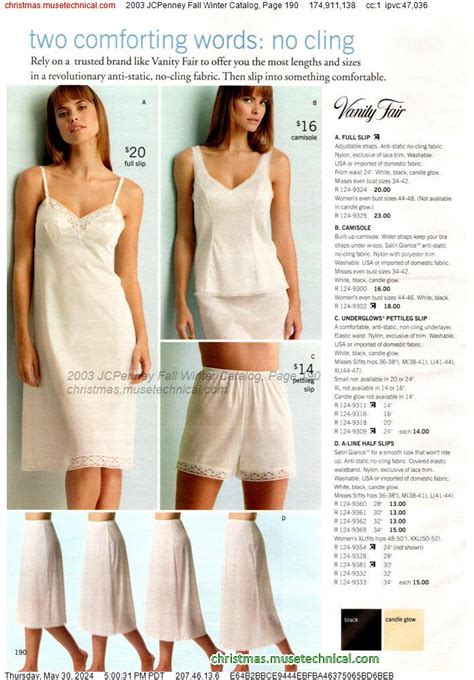 christmas.musetechnical.com 2003 JCPenney Fall Winter Catalog, Page 190 174,911,138 cc:1 ipvc:47,036
two comforting words: no cling
Rely on a trusted brand like Vanity Fair to offer you the most lengths and sizes
in a revolutionary anti-static, no-cling fabric. Then slip into something comfortable.
A
$20
full slip
B
$16
camisole
Vanity Fair
A. FULL SLIP
Adjustable straps. Anti-static no-cling fabric.
Nylon, exclusive of lace trim. Washable.
USA or imported of domestic fabric.
From waist 24". White, black, candle glow.
Misses even bust sizes 34-42.
R 124-9324 20.00
Women's even bust sizes 44-48. (Not available
in candle glow.)
R 124-9325 23.00
B. CAMISOLE
Built-up camisole. Wider straps keep your bra
straps under wraps. Satin Glance™ anti-static
no-cling fabric. Nylon with polyester trim.
Washable. USA or imported of domestic fabric.
Misses even bust sizes 34-42.
White, black, candle glow.
R 124-9300 16.00
Women's even bust sizes 44-46. White, black.
R 124-9302 18.00
C. UNDERGLOWS® PETTILEG SLIP
A comfortable, anti-static, no-cling underlayer.
Elastic waist. Nylon, exclusive of lace trim.
Washable. USA or imported of domestic fabric.
White, black, candle glow.
Misses S(fits hips 36-38"), M(38-41), L(41-44),
XL(44-47).
Small not available in 20 or 24".
XL not available in 14 or 16".
Candle glow not available in 14".
R 124-9311 14"
R 124-9316 16"
R 124-9318 20"
R 124-9309 24" each 14.00
D. A-LINE HALF SLIPS
Satin Glance™ for a smooth look that won't ride
up. Anti-static no-cling fabric. Covered elastic
waistband. Nylon, exclusive of lace trim.
Washable. USA or imported of domestic fabric.
White, black, candle glow.
Misses S(fits hips 36-38"), M(38-41), L(41-44).
R 124-9360 28" 13.00
R 124-9361 30" 13.00
R 124-9362 32" 13.00
R 124-9369 34" 15.00
Women's XL(fits hips 48-50"), XXL(50-52).
R 124-9354 24" (not shown)
R 124-9328 28"
R 124-9381 30"
R 124-9332 32"
R 124-9333 34" each 15.00
C
$14
pettileg
slip
2003 JCPenney Fall Winter Catalog, Page 190
christmas.musetechnical.com
D
black
candle glow
190
christmas.musetechnical.com
Thursday, May 30, 2024 5:00:31 PM PDT 207.46.13.6 E64B2BBCE9444EBFBA46375065BD6BEB